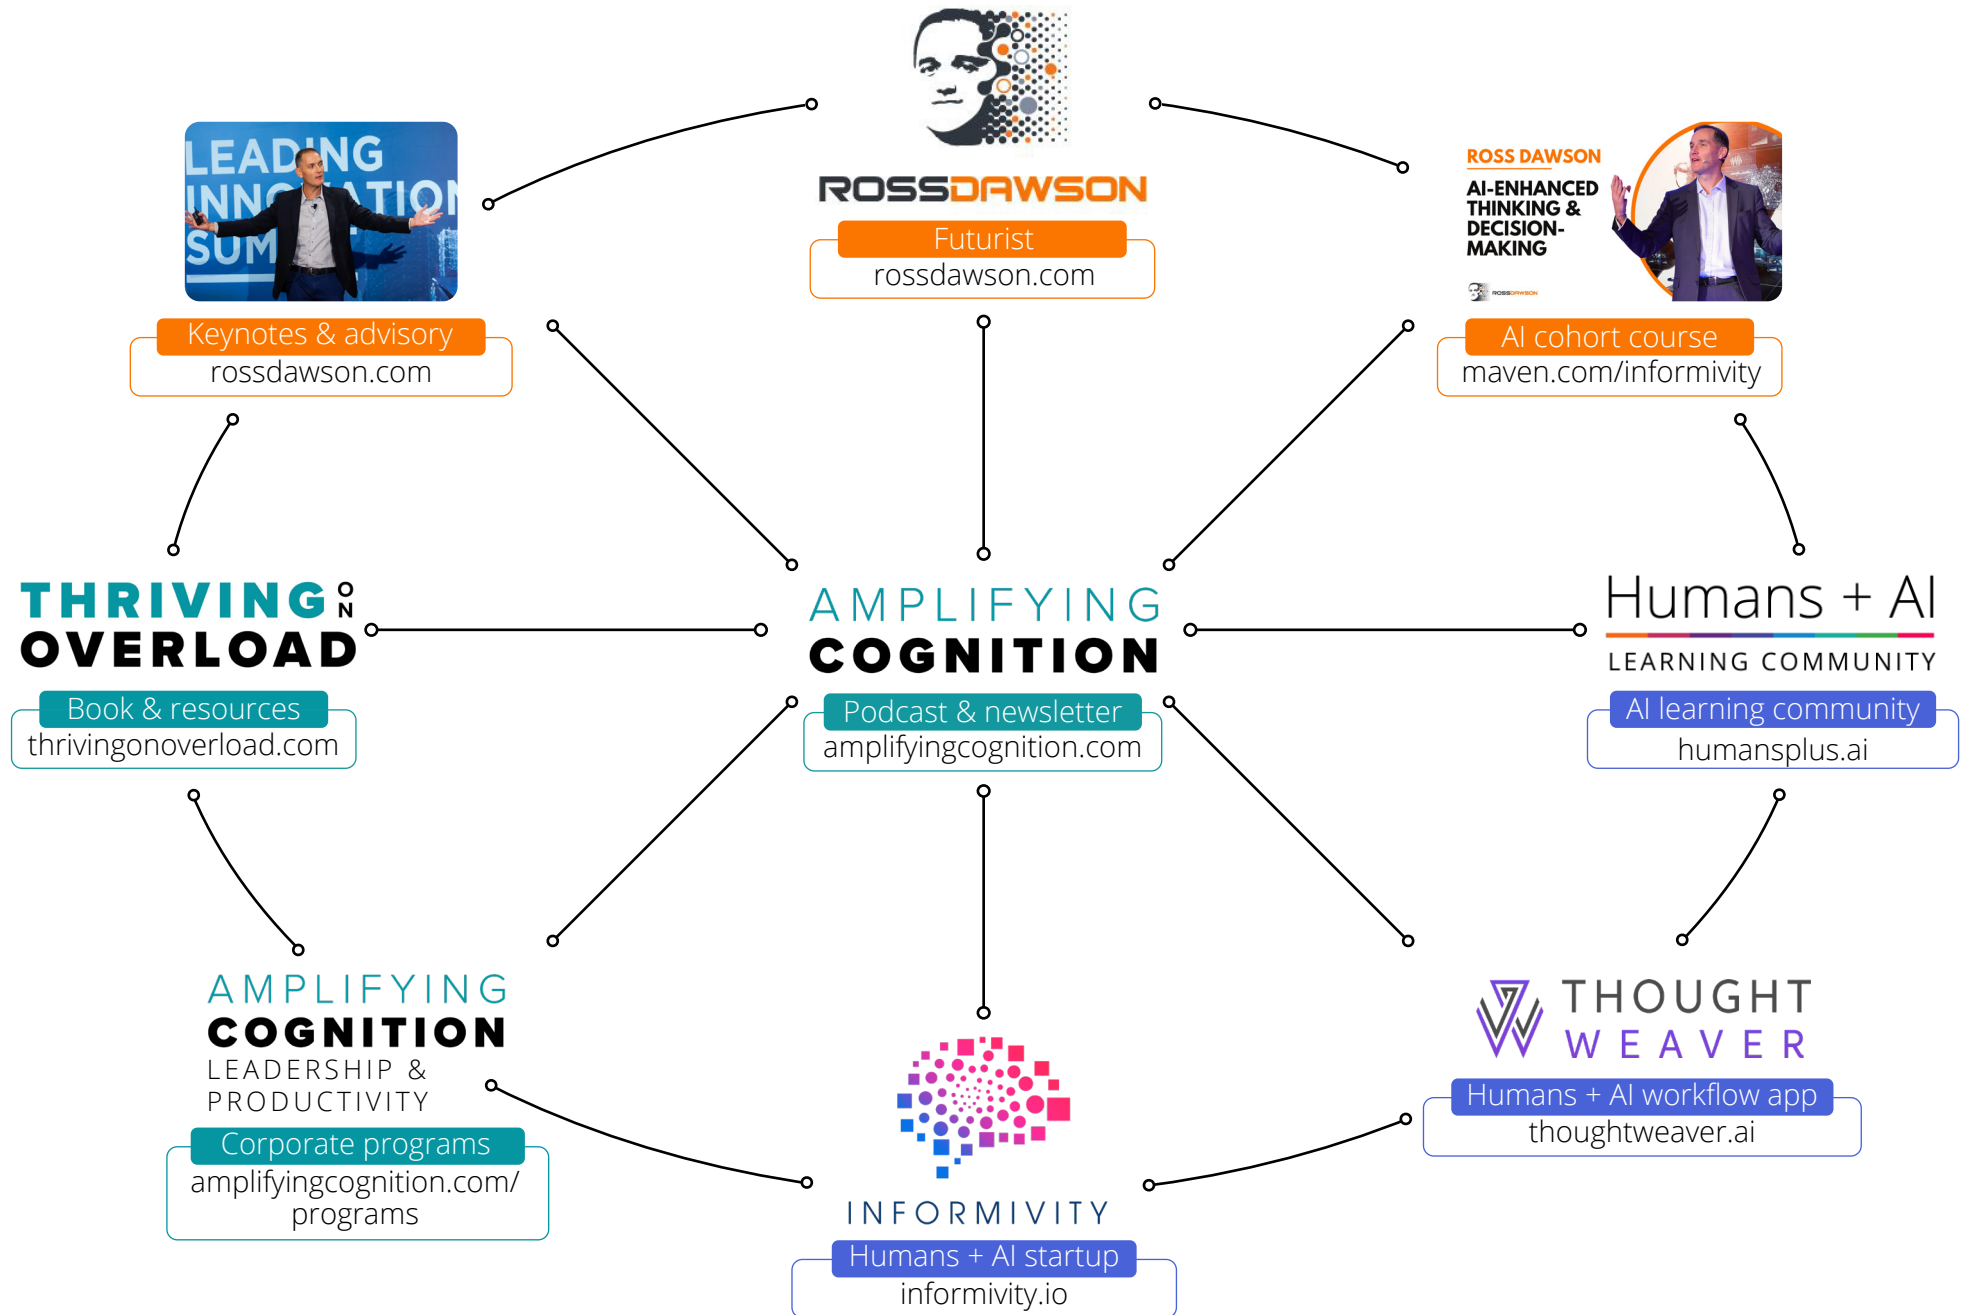 ROSSDAWSON
Futurist
rossdawson.com
LEADING
INNOVATION
SUM
Keynotes & advisory
rossdawson.com
ROSS DAWSON
AI-ENHANCED
THINKING &
DECISION-
MAKING
ROSSDAWSON
AI cohort course
maven.com/informivity
THRIVING ON
OVERLOAD
Book & resources
thrivingonoverload.com
AMPLIFYING
COGNITION
Podcast & newsletter
amplifyingcognition.com
Humans + AI
LEARNING COMMUNITY
AI learning community
humansplus.ai
AMPLIFYING
COGNITION
LEADERSHIP &
PRODUCTIVITY
Corporate programs
amplifyingcognition.com/
programs
INFORMIVITY
Humans + AI startup
informivity.io
THOUGHT
WEAVER
Humans + AI workflow app
thoughtweaver.ai